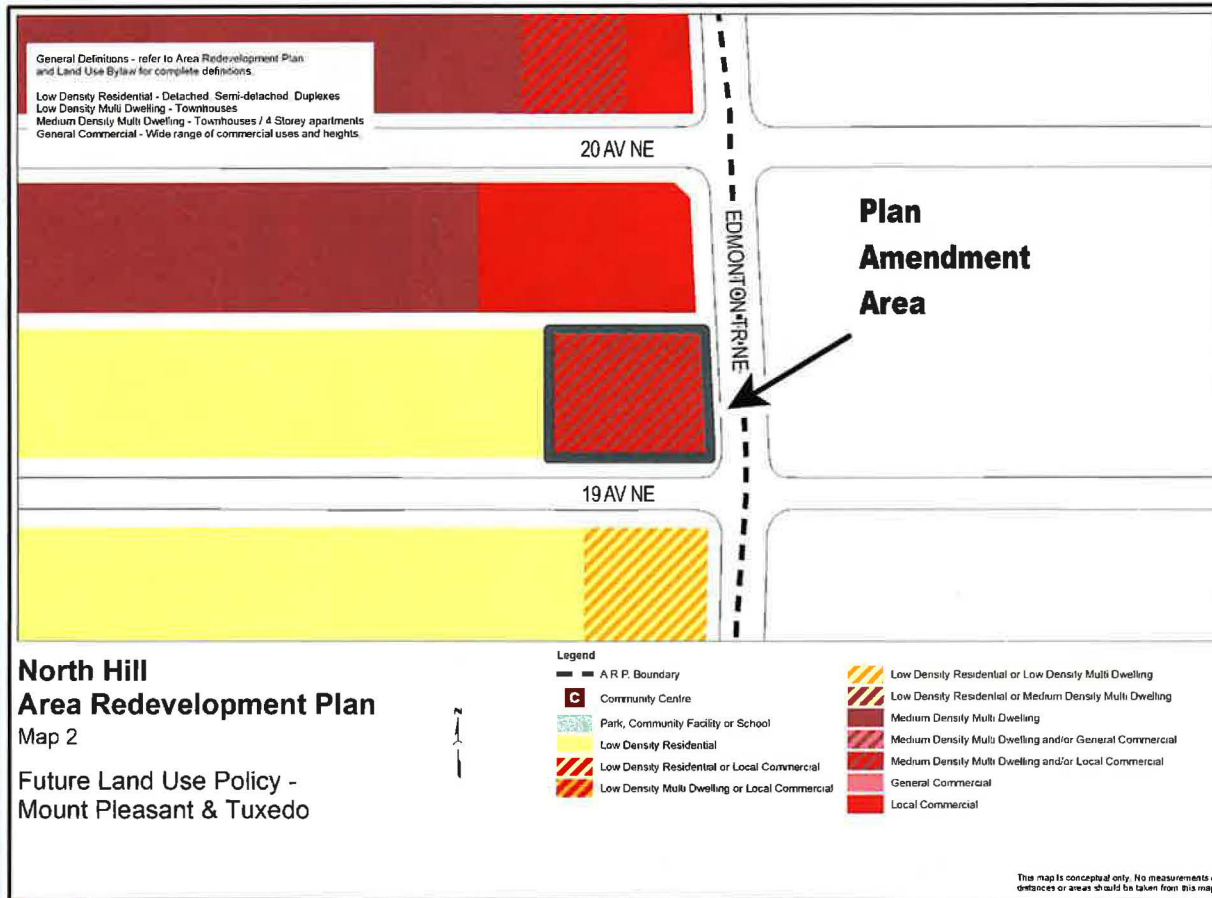 General Definitions - refer to Area Redevelopment Plan
and Land Use Bylaw for complete definitions.
Low Density Residential - Detached, Semi-detached, Duplexes
Low Density Multi Dwelling - Townhouses
Medium Density Multi Dwelling - Townhouses / 4 Storey apartments
General Commercial - Wide range of commercial uses and heights
20 AV NE
EDMONTON TR NE
Plan
Amendment
Area
19 AV NE
North Hill
Area Redevelopment Plan
Map 2
Future Land Use Policy -
Mount Pleasant & Tuxedo
N
Legend
A.R.P. Boundary
C Community Centre
Park, Community Facility or School
Low Density Residential
Low Density Residential or Local Commercial
Low Density Multi Dwelling or Local Commercial
Low Density Residential or Low Density Multi Dwelling
Low Density Residential or Medium Density Multi Dwelling
Medium Density Multi Dwelling
Medium Density Multi Dwelling and/or General Commercial
Medium Density Multi Dwelling and/or Local Commercial
General Commercial
Local Commercial
This map is conceptual only. No measurements
distances or areas should be taken from this map